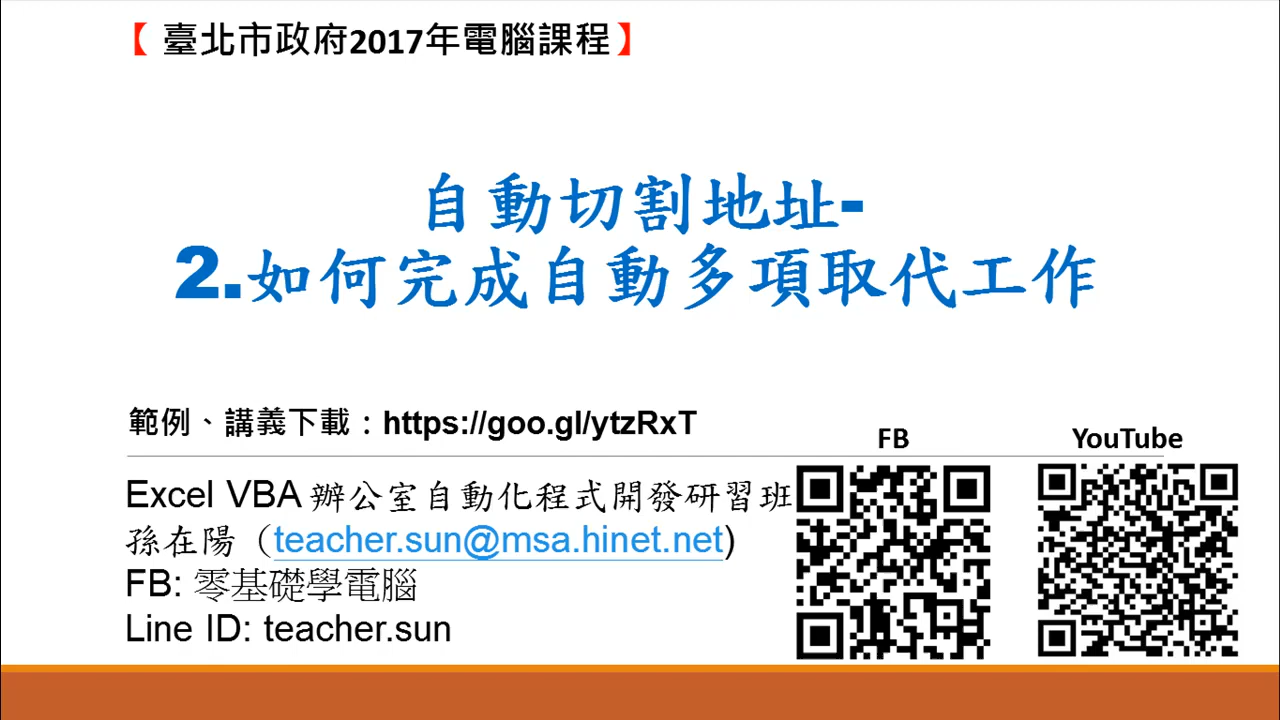 【 臺北市政府2017年電腦課程】
自動切割地址-
2.如何完成自動多項取代工作
範例、講義下載：https://goo.gl/ytzRxT
FB
YouTube
Excel VBA 辦公室自動化程式開發研習班
孫在陽（teacher.sun@msa.hinet.net)
FB: 零基礎學電腦
Line ID: teacher.sun